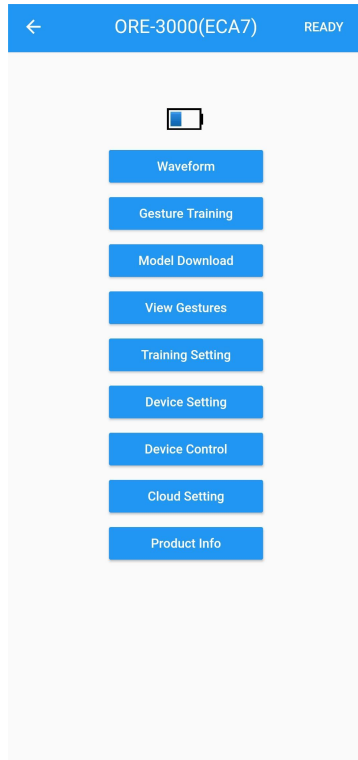 ORE-3000(ECA7) READY
Waveform
Gesture Training
Model Download
View Gestures
Training Setting
Device Setting
Device Control
Cloud Setting
Product Info